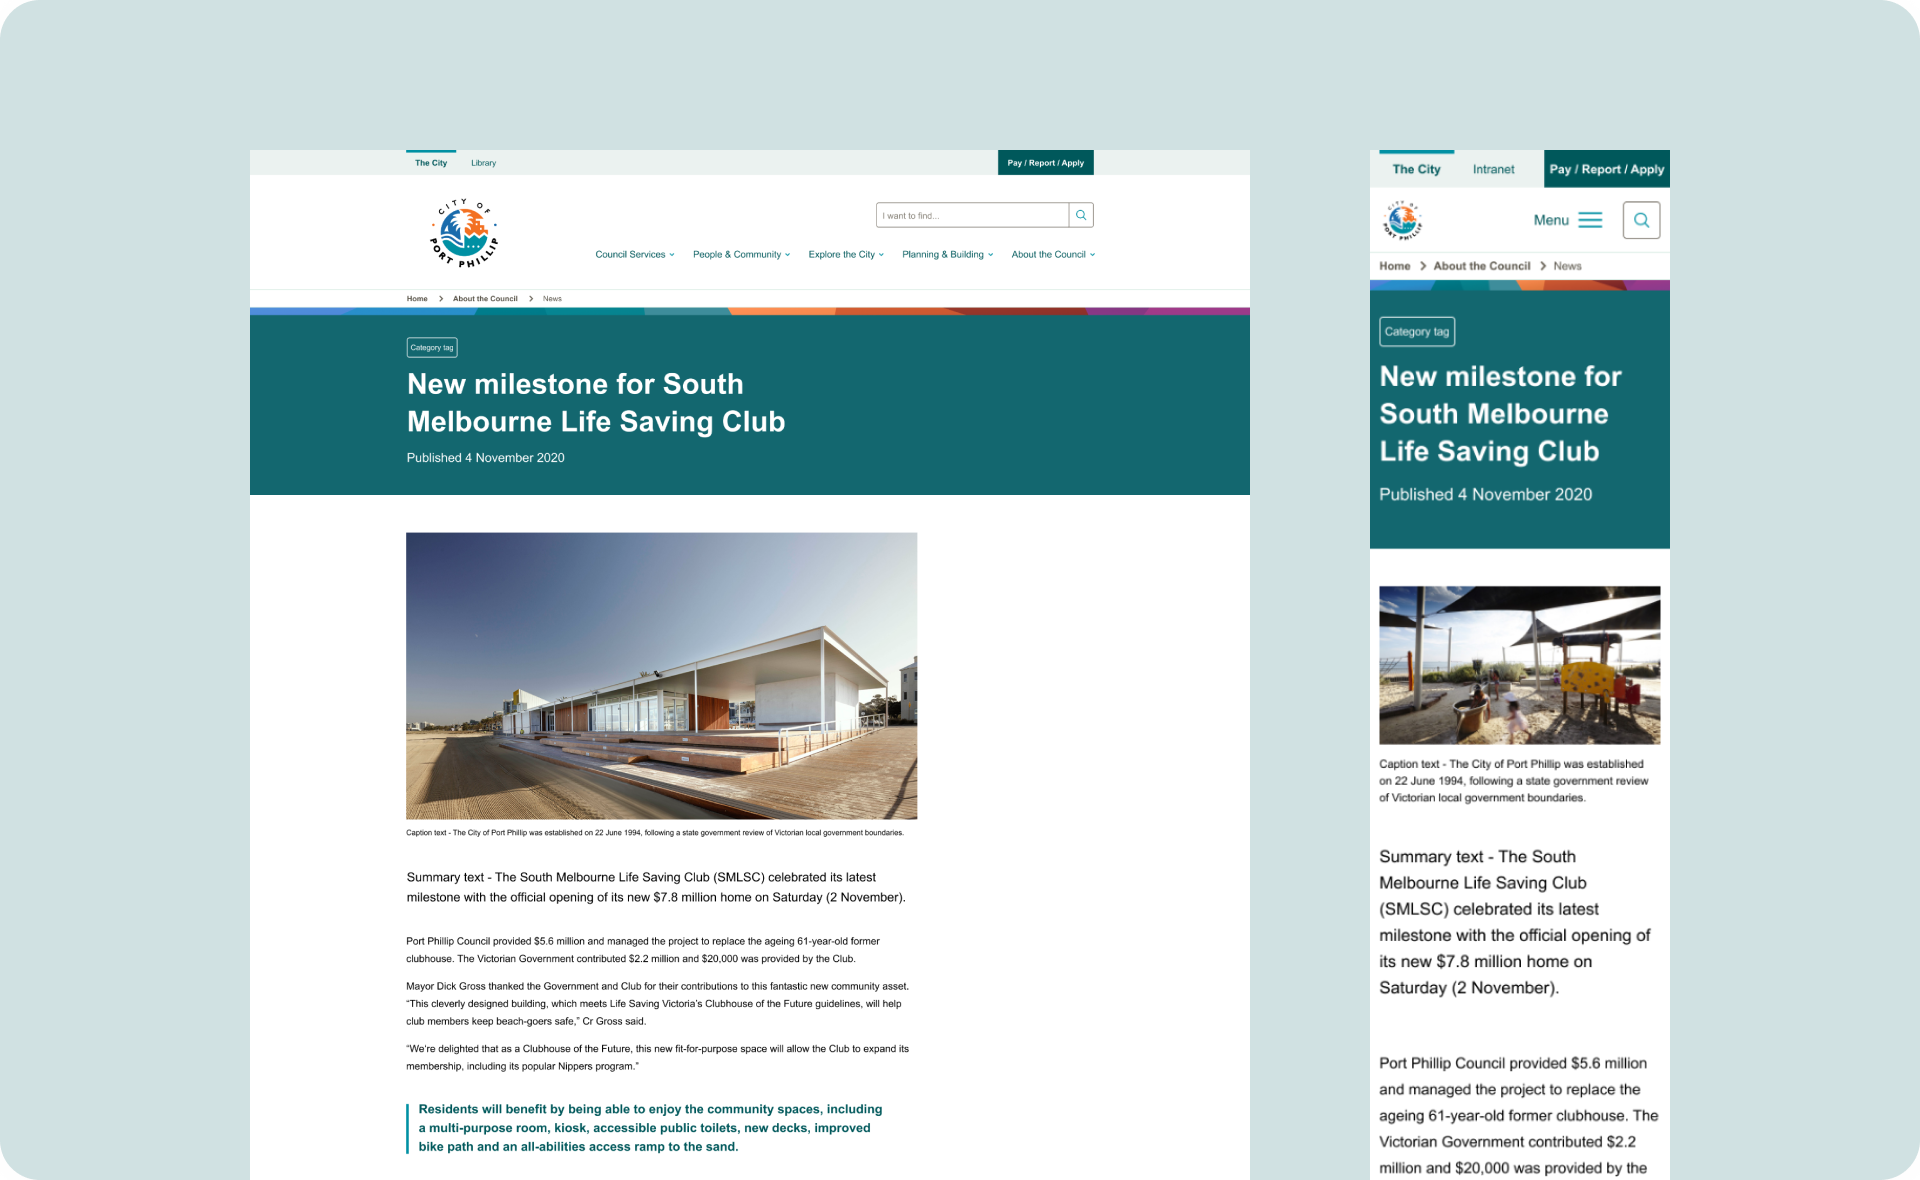 The City
Library
Pay / Report / Apply
CITY OF
PORT PHILLIP
I want to find...
Council Services
People & Community
Explore the City
Planning & Building
About the Council
Home
About the Council
News
Category tag
New milestone for South
Melbourne Life Saving Club
Published 4 November 2020
Caption text - The City of Port Phillip was established on 22 June 1994, following a state government review of Victorian local government boundaries.
Summary text - The South Melbourne Life Saving Club (SMLSC) celebrated its latest
milestone with the official opening of its new $7.8 million home on Saturday (2 November).
Port Phillip Council provided $5.6 million and managed the project to replace the ageing 61-year-old former
clubhouse. The Victorian Government contributed $2.2 million and $20,000 was provided by the Club.
Mayor Dick Gross thanked the Government and Club for their contributions to this fantastic new community asset.
“This cleverly designed building, which meets Life Saving Victoria’s Clubhouse of the Future guidelines, will help
club members keep beach-goers safe,” Cr Gross said.
“We’re delighted that as a Clubhouse of the Future, this new fit-for-purpose space will allow the Club to expand its
membership, including its popular Nippers program.”
Residents will benefit by being able to enjoy the community spaces, including
a multi-purpose room, kiosk, accessible public toilets, new decks, improved
bike path and an all-abilities access ramp to the sand.
The City
Intranet
Pay / Report / Apply
CITY OF
PORT PHILLIP
Menu
Home
About the Council
News
Category tag
New milestone for
South Melbourne
Life Saving Club
Published 4 November 2020
Caption text - The City of Port Phillip was established
on 22 June 1994, following a state government review
of Victorian local government boundaries.
Summary text - The South
Melbourne Life Saving Club
(SMLSC) celebrated its latest
milestone with the official opening of
its new $7.8 million home on
Saturday (2 November).
Port Phillip Council provided $5.6 million
and managed the project to replace the
ageing 61-year-old former clubhouse. The
Victorian Government contributed $2.2
million and $20,000 was provided by the